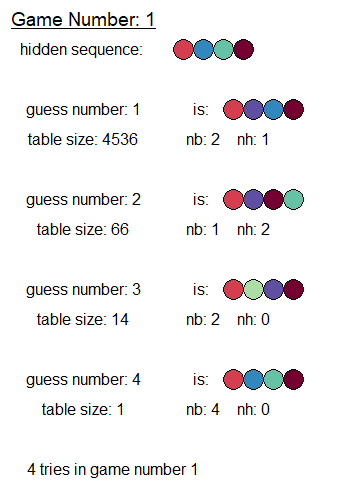 Game Number: 1
hidden sequence:
guess number: 1 is:
table size: 4536 nb: 2 nh: 1
guess number: 2 is:
table size: 66 nb: 1 nh: 2
guess number: 3 is:
table size: 14 nb: 2 nh: 0
guess number: 4 is:
table size: 1 nb: 4 nh: 0
4 tries in game number 1